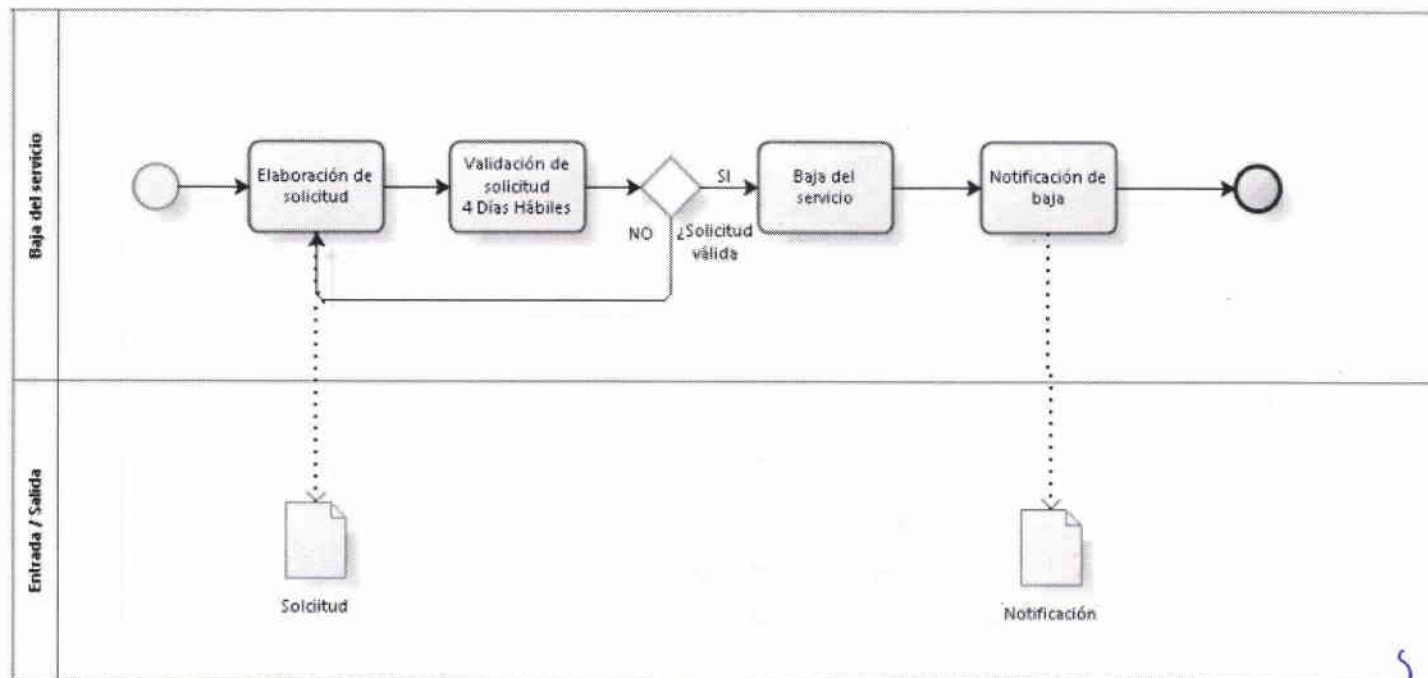 Baja del servicio
Elaboración de
solicitud
Validación de
solicitud
4 Días Hábiles
SI
NO
¿Solicitud
válida
Baja del
servicio
Notificación de
baja
Entrada / Salida
Solciitud
Notificación